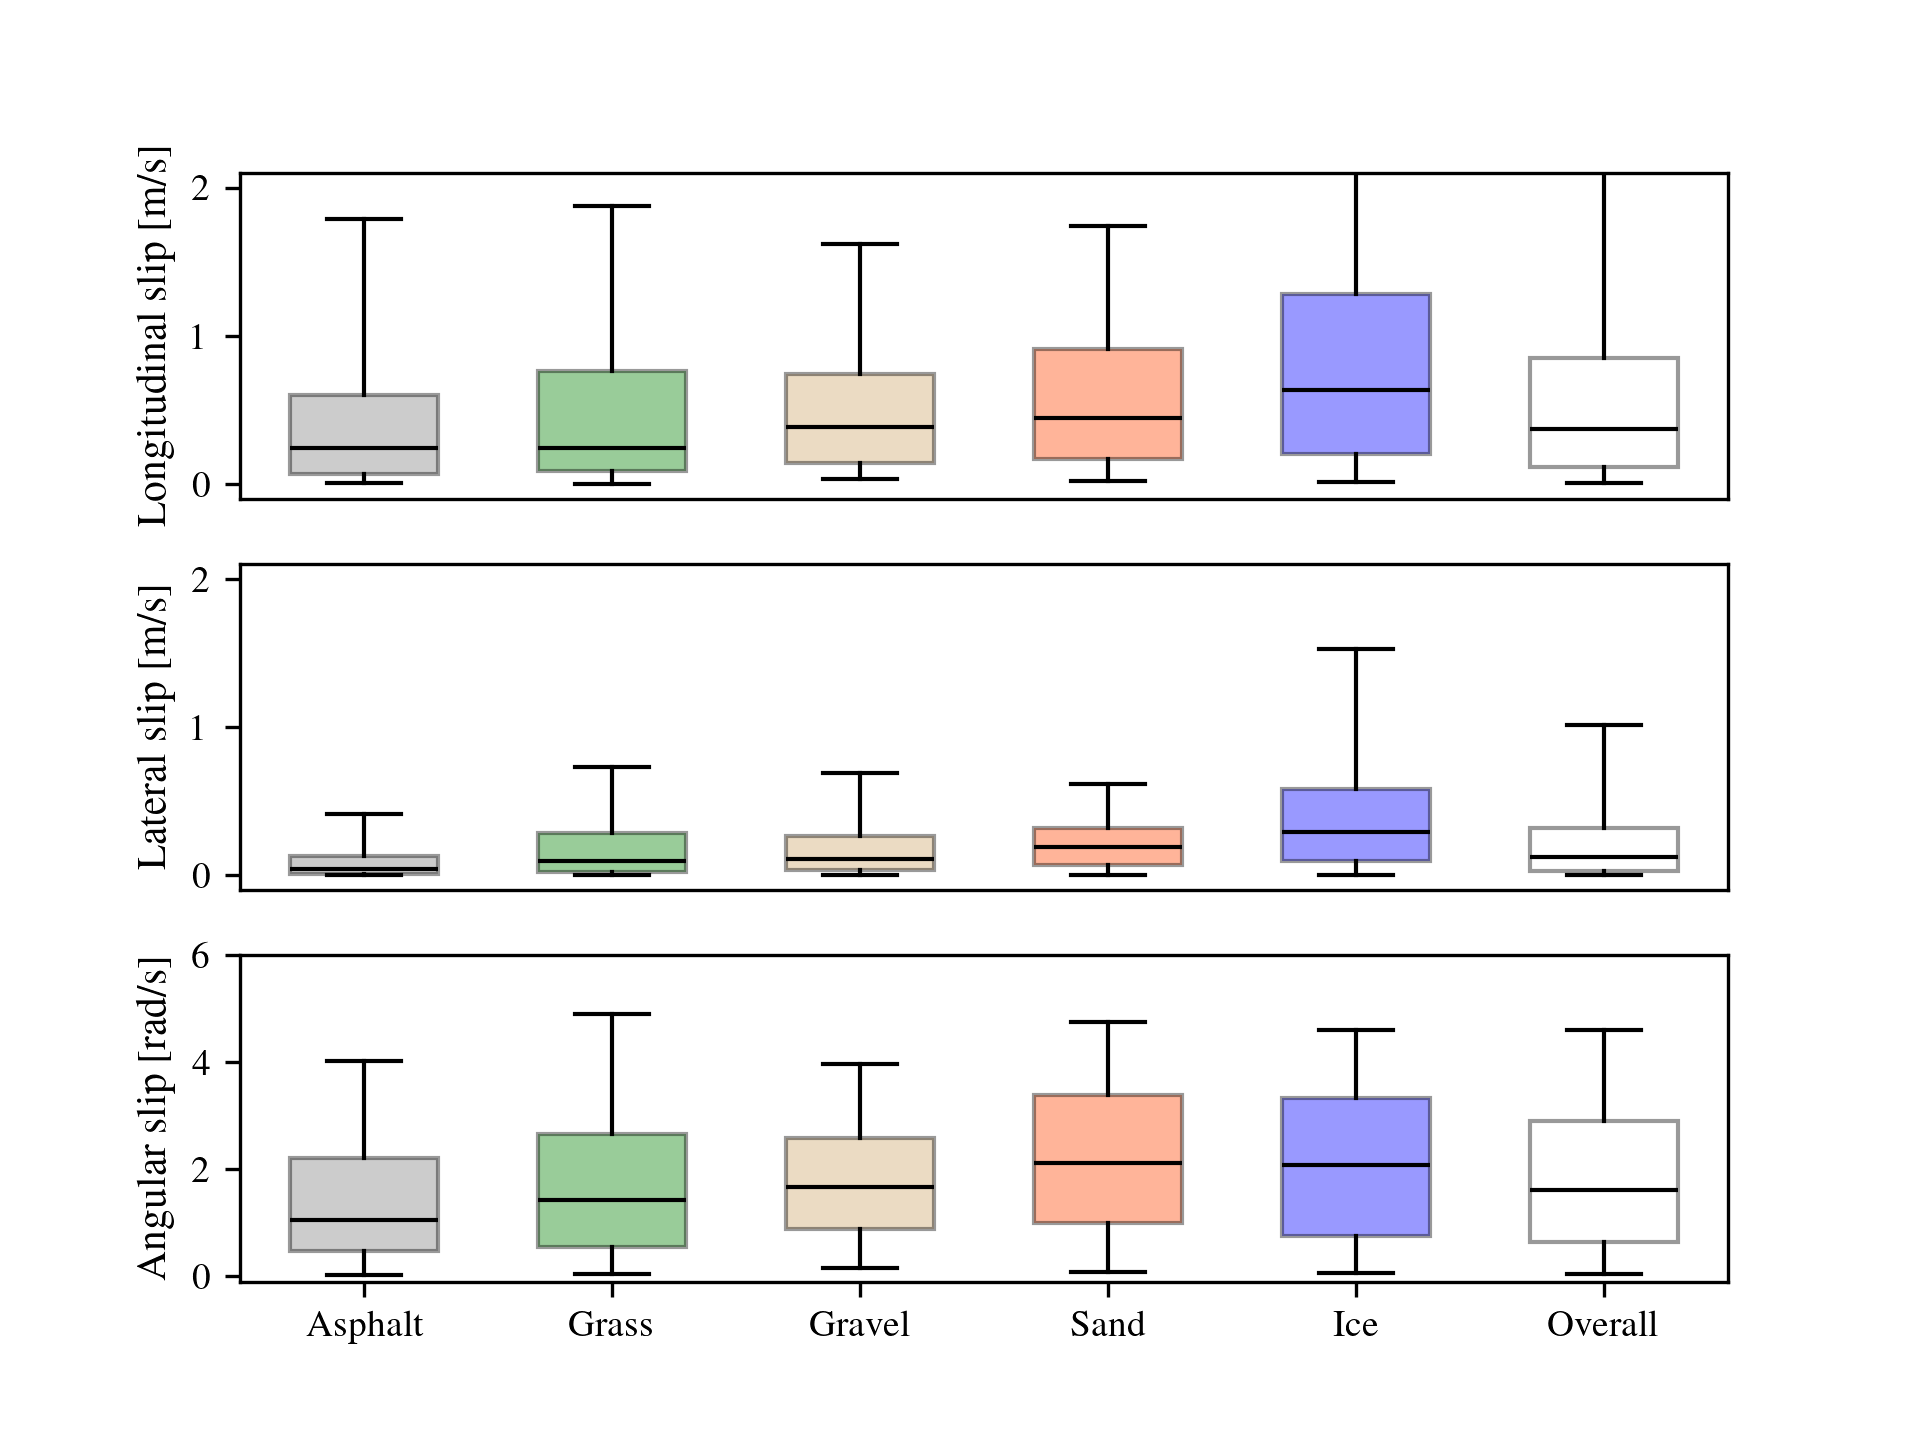 Longitudinal slip [m/s]
2
1
0
Lateral slip [m/s]
2
1
0
Angular slip [rad/s]
6
4
2
0
Asphalt Grass Gravel Sand Ice Overall